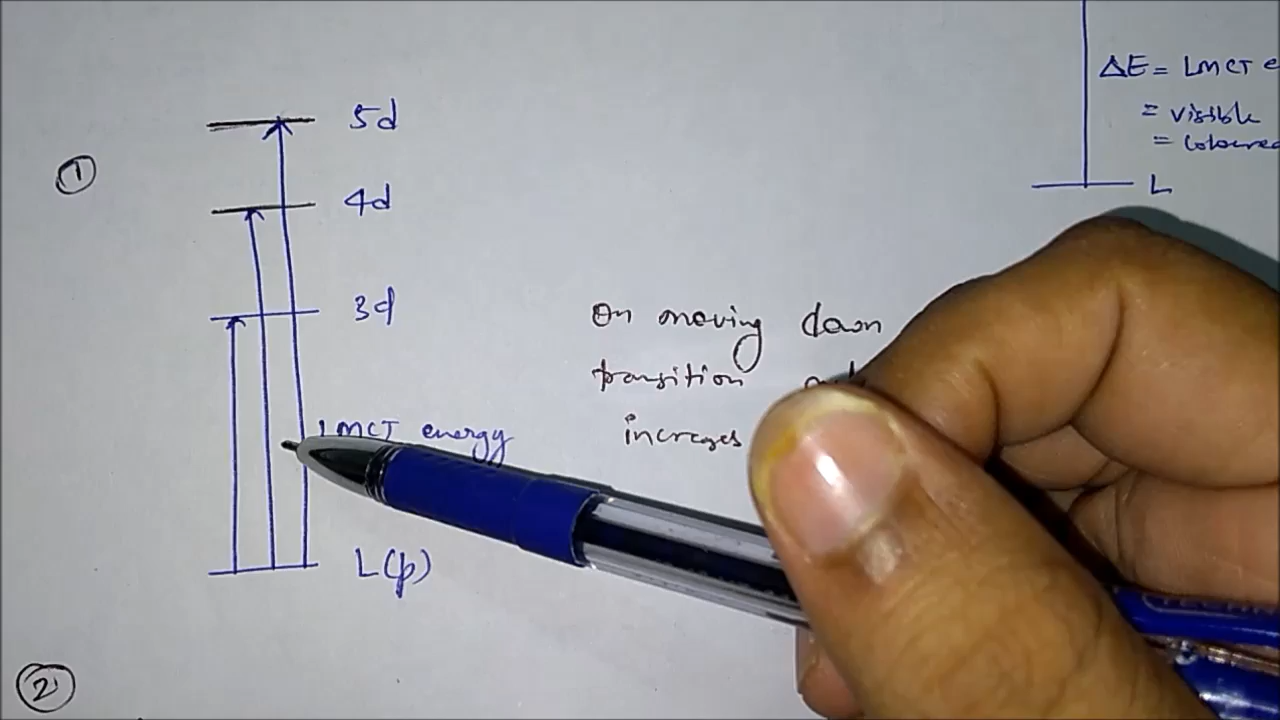 ①
5d
4d
3d
LMCT energy
L(p)
On moving down
transition
increases
ΔE = LMCT e
= visible
= Coloured
L
②